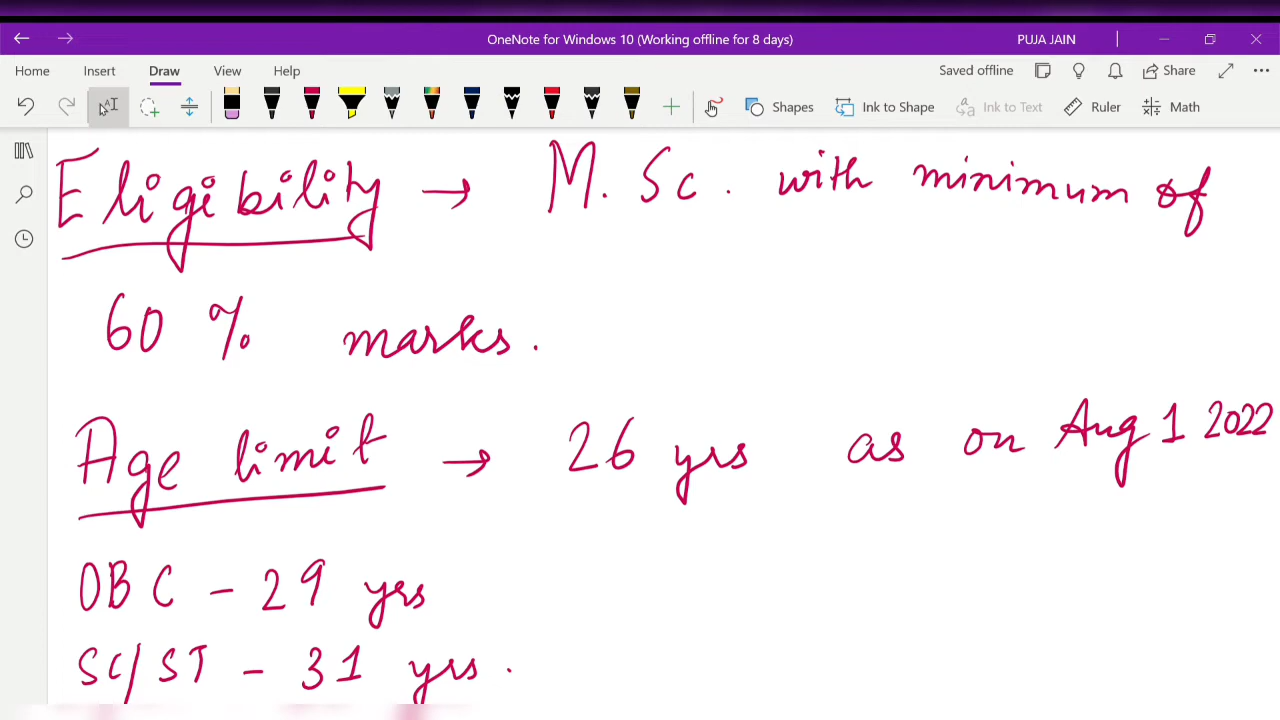 OneNote for Windows 10 (Working offline for 8 days) PUJA JAIN
Home Insert Draw View Help Saved offline Share
Shapes Ink to Shape Ink to Text Ruler Math
Eligibility → M. Sc. with minimum of
60 % marks.
Age limit → 26 yrs as on Aug 1 2022
OBC - 29 yrs
SC/ST - 31 yrs.